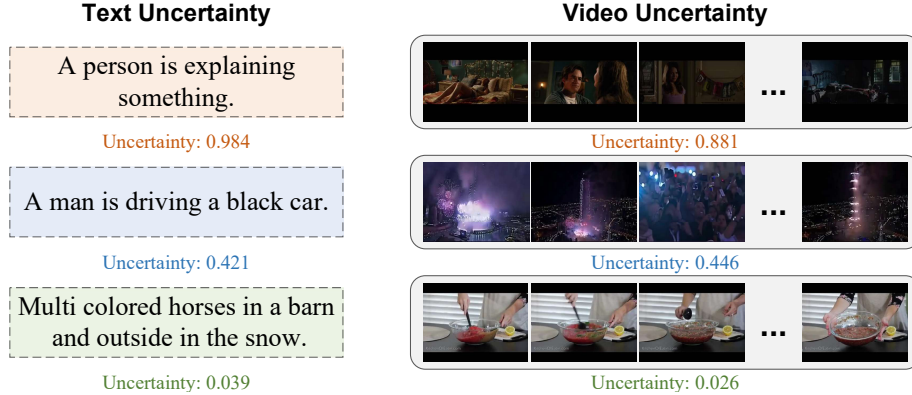 Text Uncertainty
Video Uncertainty
A person is explaining
something.
Uncertainty: 0.984
...
Uncertainty: 0.881
A man is driving a black car.
Uncertainty: 0.421
...
Uncertainty: 0.446
Multi colored horses in a barn
and outside in the snow.
Uncertainty: 0.039
...
Uncertainty: 0.026